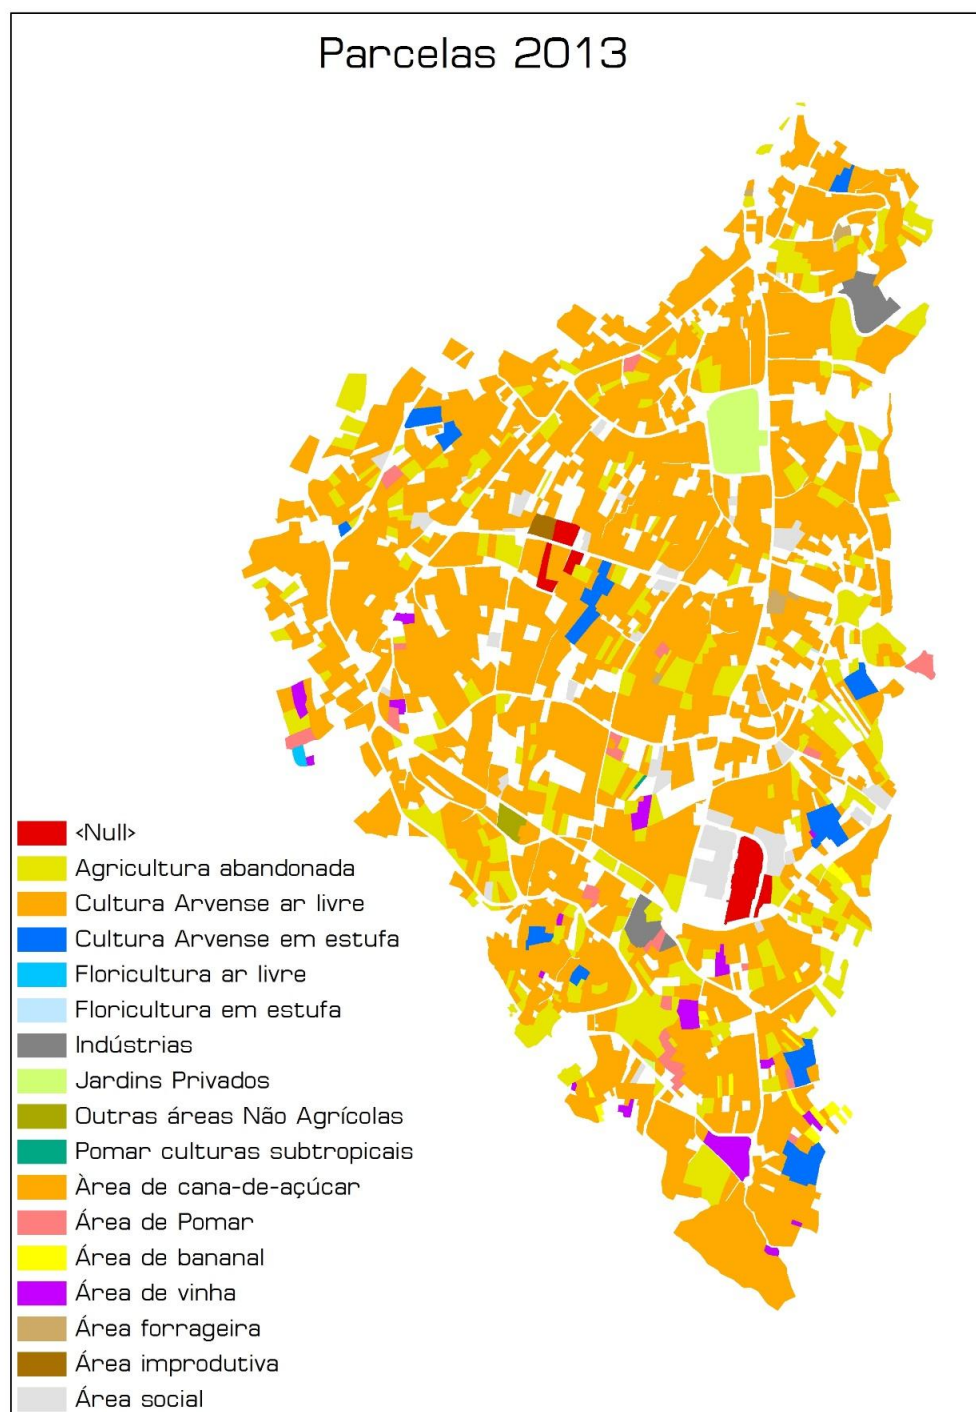 Parcelas 2013
<Null>
Agricultura abandonada
Cultura Arvense ar livre
Cultura Arvense em estufa
Floricultura ar livre
Floricultura em estufa
Indústrias
Jardins Privados
Outras áreas Não Agrícolas
Pomar culturas subtropicais
Àrea de cana-de-açúcar
Área de Pomar
Área de bananal
Área de vinha
Área forrageira
Área improdutiva
Área social